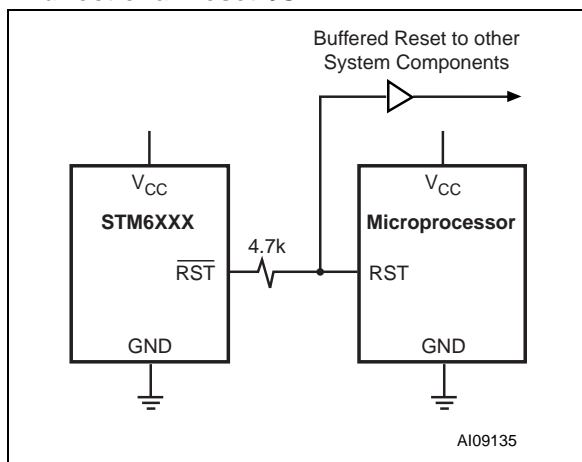 Buffered Reset to other
System Components
VCC
STM6XXX
RST
GND
4.7k
VCC
Microprocessor
RST
GND
AI09135